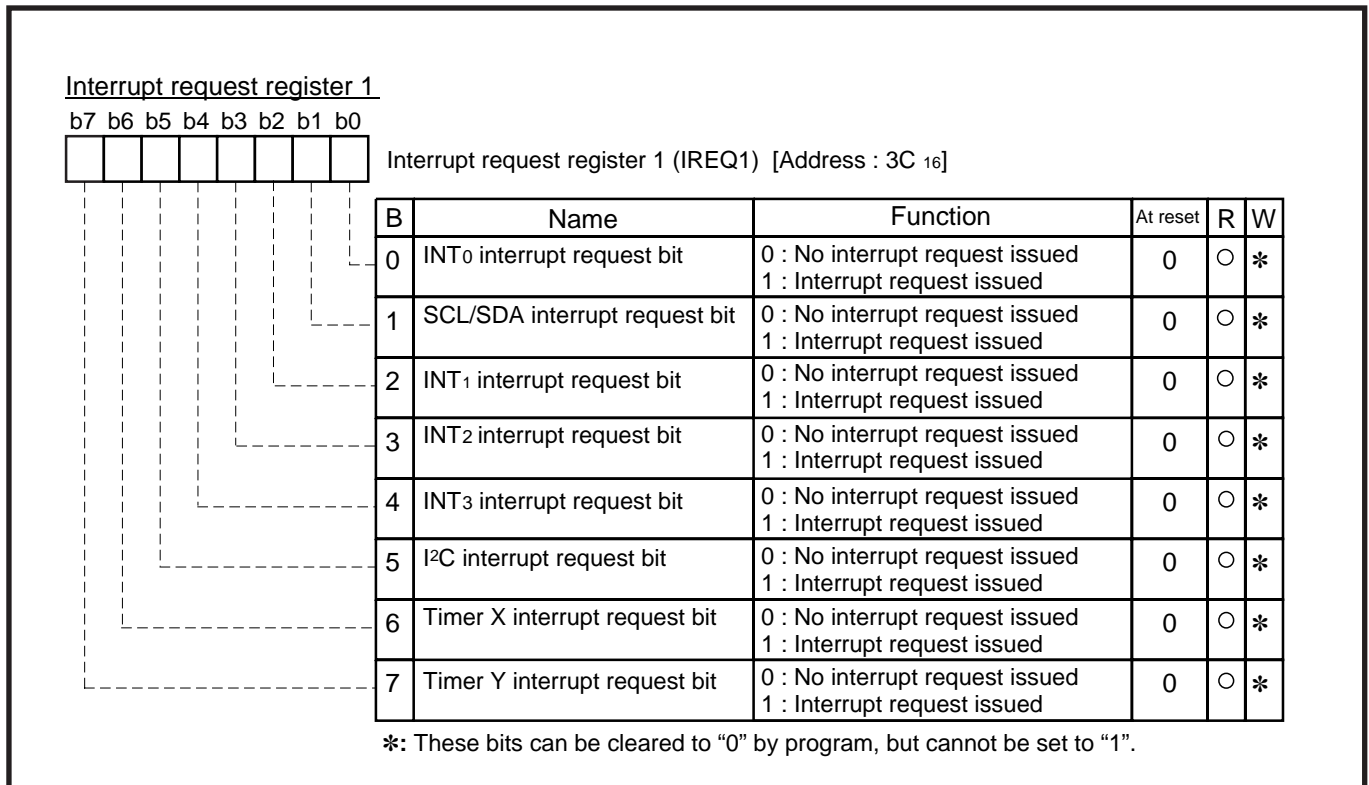 Interrupt request register 1
b7 b6 b5 b4 b3 b2 b1 b0
Interrupt request register 1 (IREQ1) [Address : 3C 16]
B Name Function At reset R W
0 INT0 interrupt request bit 0 : No interrupt request issued 0 ○ ✻
1 : Interrupt request issued
1 SCL/SDA interrupt request bit 0 : No interrupt request issued 0 ○ ✻
1 : Interrupt request issued
2 INT1 interrupt request bit 0 : No interrupt request issued 0 ○ ✻
1 : Interrupt request issued
3 INT2 interrupt request bit 0 : No interrupt request issued 0 ○ ✻
1 : Interrupt request issued
4 INT3 interrupt request bit 0 : No interrupt request issued 0 ○ ✻
1 : Interrupt request issued
5 I2C interrupt request bit 0 : No interrupt request issued 0 ○ ✻
1 : Interrupt request issued
6 Timer X interrupt request bit 0 : No interrupt request issued 0 ○ ✻
1 : Interrupt request issued
7 Timer Y interrupt request bit 0 : No interrupt request issued 0 ○ ✻
1 : Interrupt request issued
✻: These bits can be cleared to “0” by program, but cannot be set to “1”.